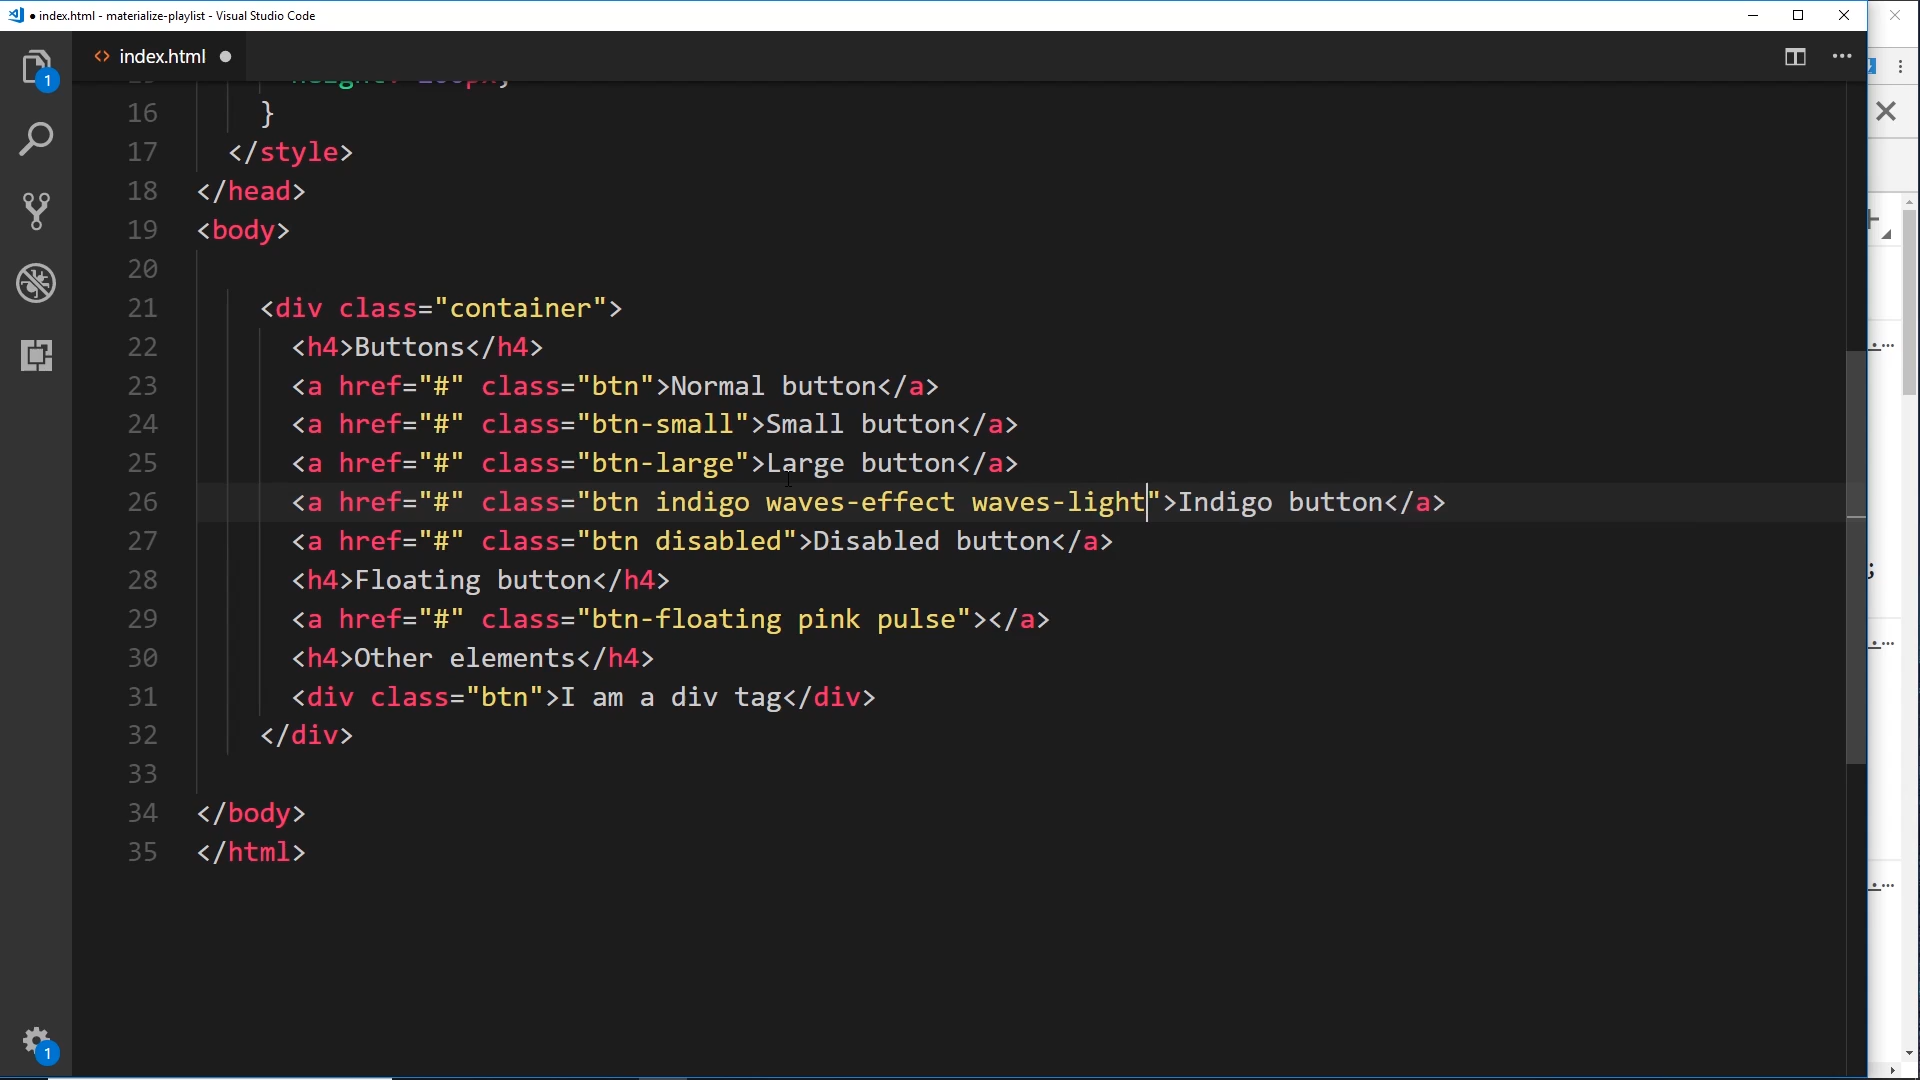 ● index.html - materialize-playlist - Visual Studio Code
1
<> index.html ●
16 }
17 </style>
18 </head>
19 <body>
20
21 <div class="container">
22 <h4>Buttons</h4>
23 <a href="#" class="btn">Normal button</a>
24 <a href="#" class="btn-small">Small button</a>
25 <a href="#" class="btn-large">Large button</a>
26 <a href="#" class="btn indigo waves-effect waves-light">Indigo button</a>
27 <a href="#" class="btn disabled">Disabled button</a>
28 <h4>Floating button</h4>
29 <a href="#" class="btn-floating pink pulse"></a>
30 <h4>Other elements</h4>
31 <div class="btn">I am a div tag</div>
32 </div>
33
34 </body>
35 </html>
1
;